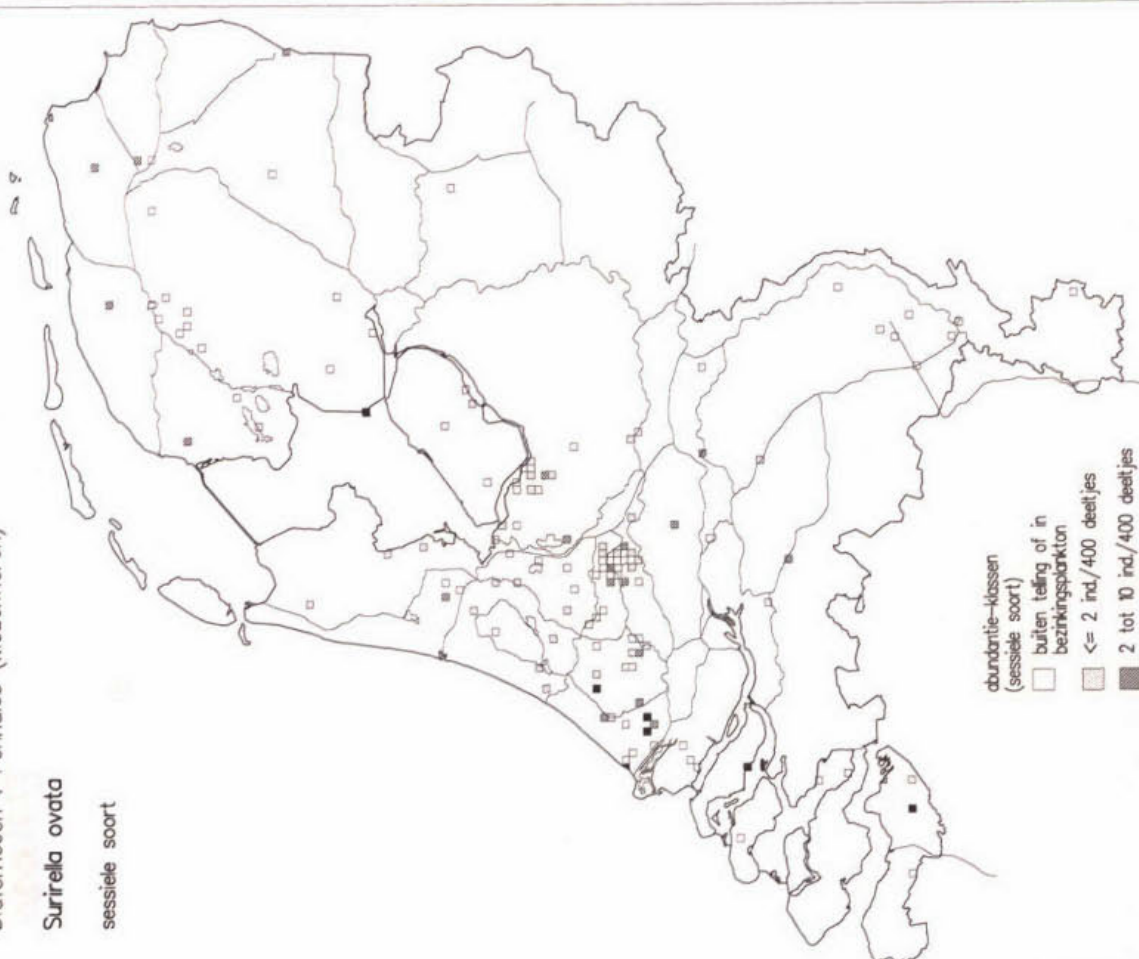 Surirella ovata
sessiele soort
abundantie-klassen
(sessiele soort)
buiten telling of in
bezinkingsplankton
<= 2 ind./400 deeltjes
2 tot 10 ind./400 deeltjes